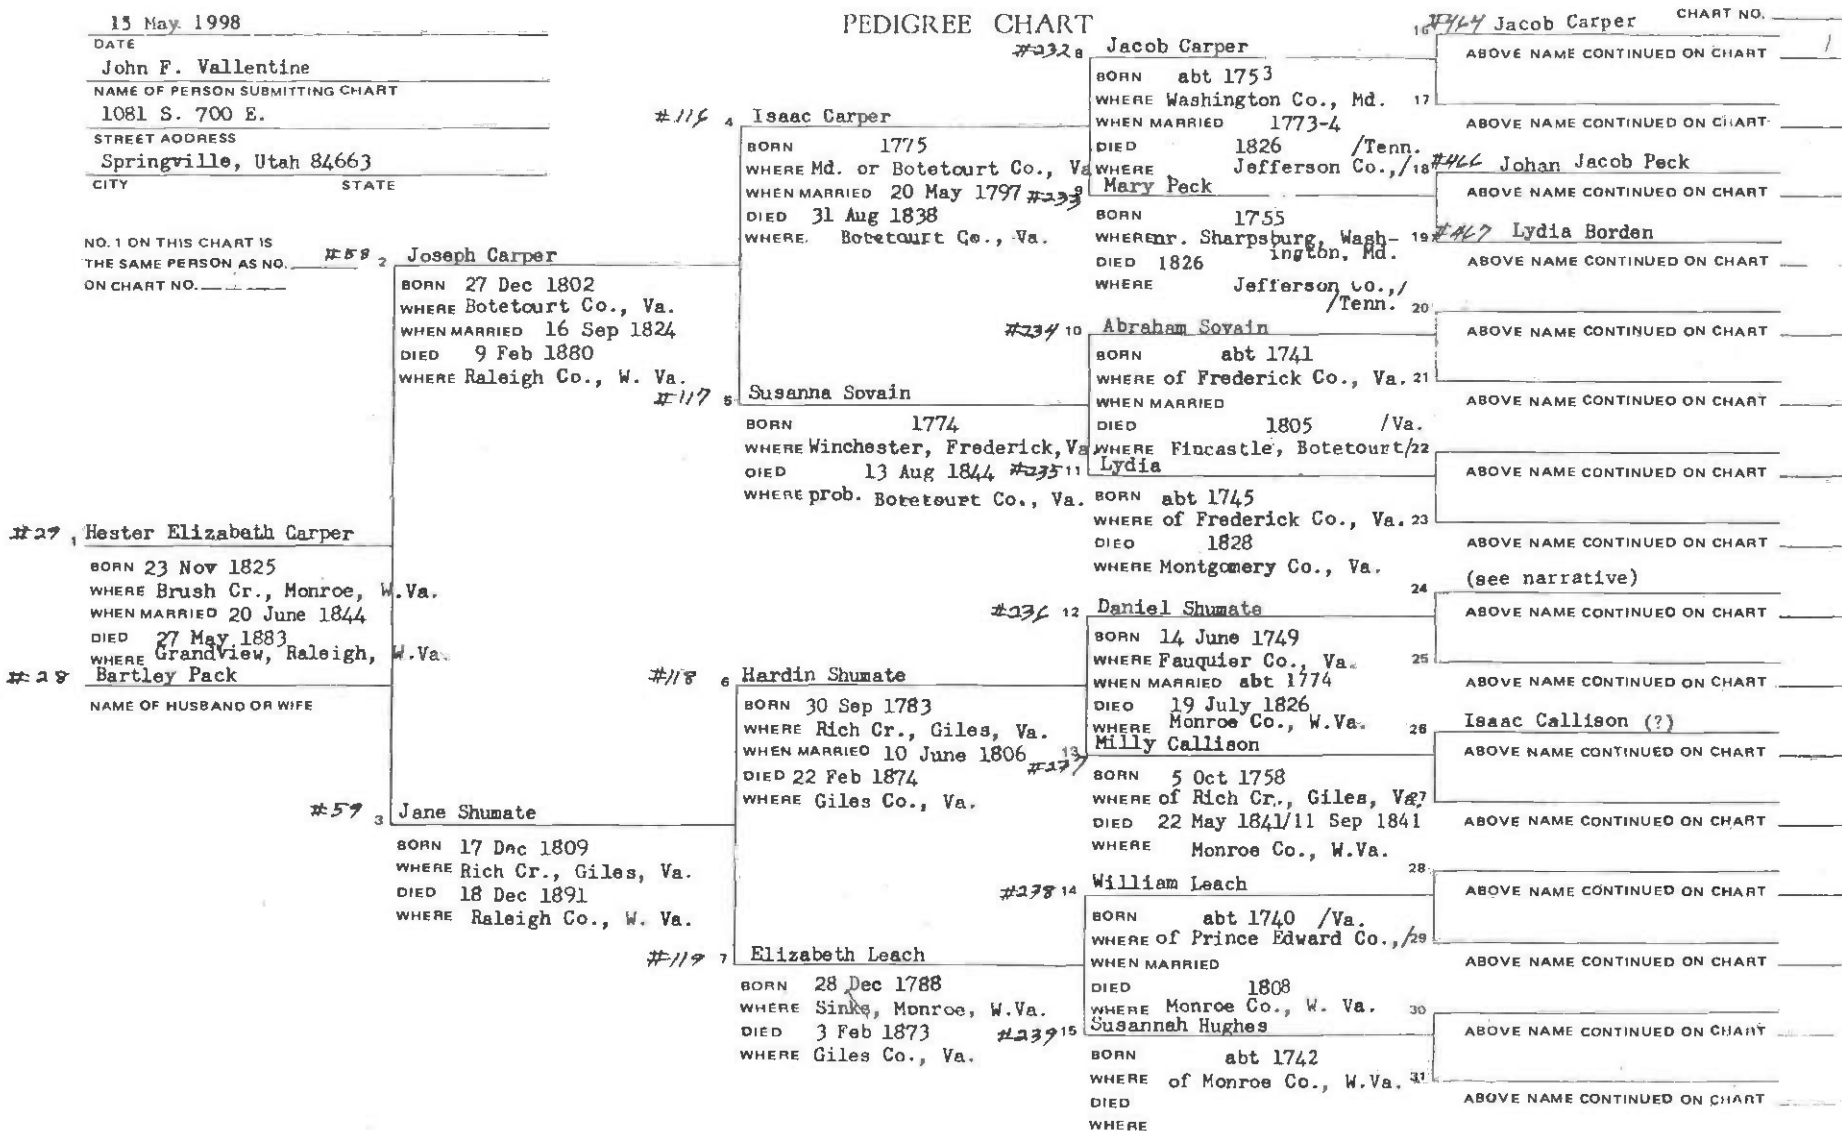 PEDIGREE CHART
CHART NO.
1
15 May 1998
DATE
John F. Vallentine
NAME OF PERSON SUBMITTING CHART
1081 S. 700 E.
STREET ADDRESS
Springville, Utah 84663
CITY STATE
NO. 1 ON THIS CHART IS
THE SAME PERSON AS NO.
ON CHART NO.
#29 1 Hester Elizabeth Carper
BORN 23 Nov 1825
WHERE Brush Cr., Monroe, W.Va.
WHEN MARRIED 20 June 1844
DIED 27 May 1883
WHERE Grandview, Raleigh, W.Va.
#28 Bartley Pack
NAME OF HUSBAND OR WIFE
#58 2 Joseph Carper
BORN 27 Dec 1802
WHERE Botetourt Co., Va.
WHEN MARRIED 16 Sep 1824
DIED 9 Feb 1880
WHERE Raleigh Co., W. Va.
#59 3 Jane Shumate
BORN 17 Dec 1809
WHERE Rich Cr., Giles, Va.
DIED 18 Dec 1891
WHERE Raleigh Co., W. Va.
#116 4 Isaac Carper
BORN 1775
WHERE Md. or Botetourt Co., Va
WHEN MARRIED 20 May 1797
DIED 31 Aug 1838
WHERE. Botetourt Co., Va.
#117 5 Susanna Sovain
BORN 1774
WHERE Winchester, Frederick, Va
DIED 13 Aug 1844
WHERE prob. Botetourt Co., Va.
#118 6 Hardin Shumate
BORN 30 Sep 1783
WHERE Rich Cr., Giles, Va.
WHEN MARRIED 10 June 1806
DIED 22 Feb 1874
WHERE Giles Co., Va.
#119 7 Elizabeth Leach
BORN 28 Dec 1788
WHERE Sinks, Monroe, W.Va.
DIED 3 Feb 1873
WHERE Giles Co., Va.
#232 8 Jacob Carper
BORN abt 1753
WHERE Washington Co., Md.
WHEN MARRIED 1773-4
DIED 1826 /Tenn.
WHERE Jefferson Co.,/
#233 9 Mary Peck
BORN 1755
WHERE nr. Sharpsburg, Wash-
ington, Md.
DIED 1826
WHERE Jefferson Co.,/
/Tenn.
#234 10 Abraham Sovain
BORN abt 1741
WHERE of Frederick Co., Va.
WHEN MARRIED
DIED 1805 /Va.
WHERE Fincastle, Botetourt/
#235 11 Lydia
BORN abt 1745
WHERE of Frederick Co., Va.
DIED 1828
WHERE Montgomery Co., Va.
#236 12 Daniel Shumate
BORN 14 June 1749
WHERE Fauquier Co., Va.
WHEN MARRIED abt 1774
DIED 19 July 1826
WHERE Monroe Co., W.Va.
#237 13 Milly Callison
BORN 5 Oct 1758
WHERE of Rich Cr., Giles, Va.
DIED 22 May 1841/11 Sep 1841
WHERE Monroe Co., W.Va.
#238 14 William Leach
BORN abt 1740 /Va.
WHERE of Prince Edward Co.,/
WHEN MARRIED
DIED 1808
WHERE Monroe Co., W. Va.
#239 15 Susannah Hughes
BORN abt 1742
WHERE of Monroe Co., W.Va.
DIED
WHERE
16 #464 Jacob Carper
ABOVE NAME CONTINUED ON CHART
17
ABOVE NAME CONTINUED ON CHART
18 #466 Johan Jacob Peck
ABOVE NAME CONTINUED ON CHART
19 #467 Lydia Borden
ABOVE NAME CONTINUED ON CHART
20
ABOVE NAME CONTINUED ON CHART
21
ABOVE NAME CONTINUED ON CHART
22
ABOVE NAME CONTINUED ON CHART
23
ABOVE NAME CONTINUED ON CHART
24 (see narrative)
ABOVE NAME CONTINUED ON CHART
25
ABOVE NAME CONTINUED ON CHART
26 Isaac Callison (?)
ABOVE NAME CONTINUED ON CHART
27
ABOVE NAME CONTINUED ON CHART
28
ABOVE NAME CONTINUED ON CHART
29
ABOVE NAME CONTINUED ON CHART
30
ABOVE NAME CONTINUED ON CHART
31
ABOVE NAME CONTINUED ON CHART